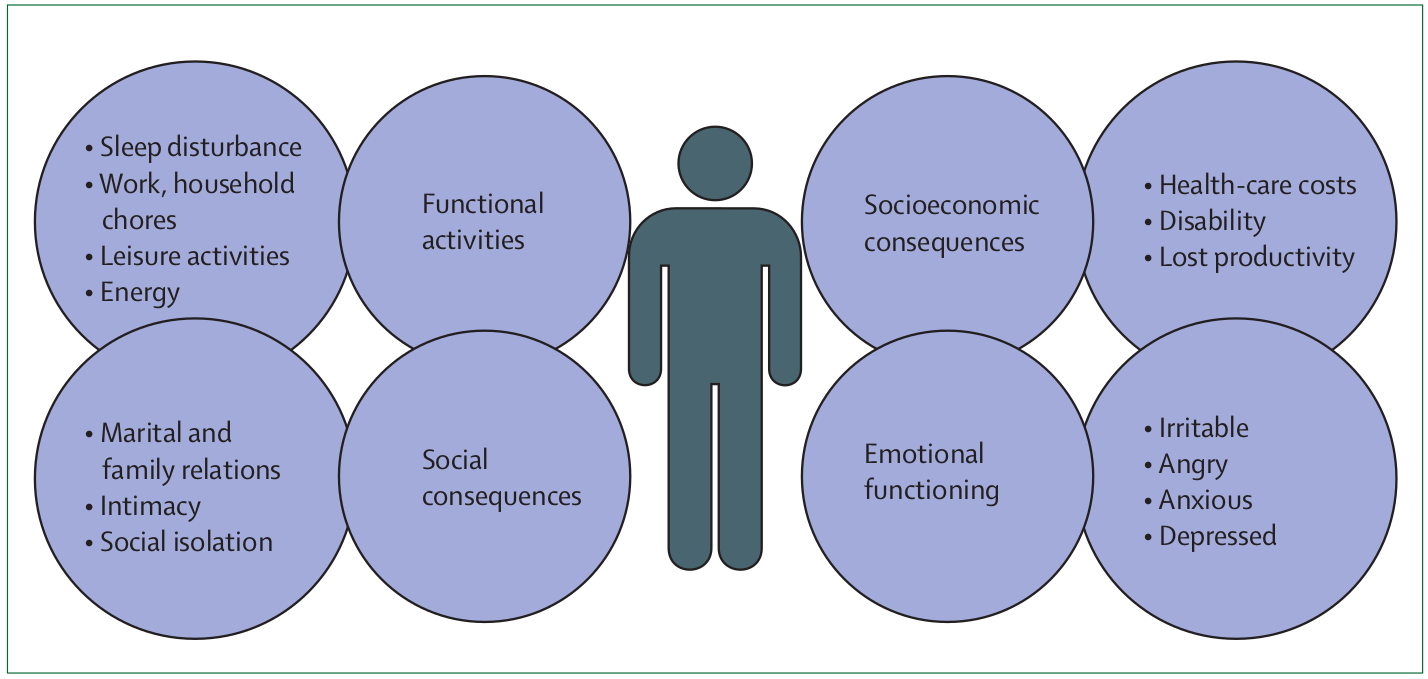 • Sleep disturbance
• Work, household
chores
• Leisure activities
• Energy
Functional
activities
Socioeconomic
consequences
• Health-care costs
• Disability
• Lost productivity
• Marital and
family relations
• Intimacy
• Social isolation
Social
consequences
Emotional
functioning
• Irritable
• Angry
• Anxious
• Depressed